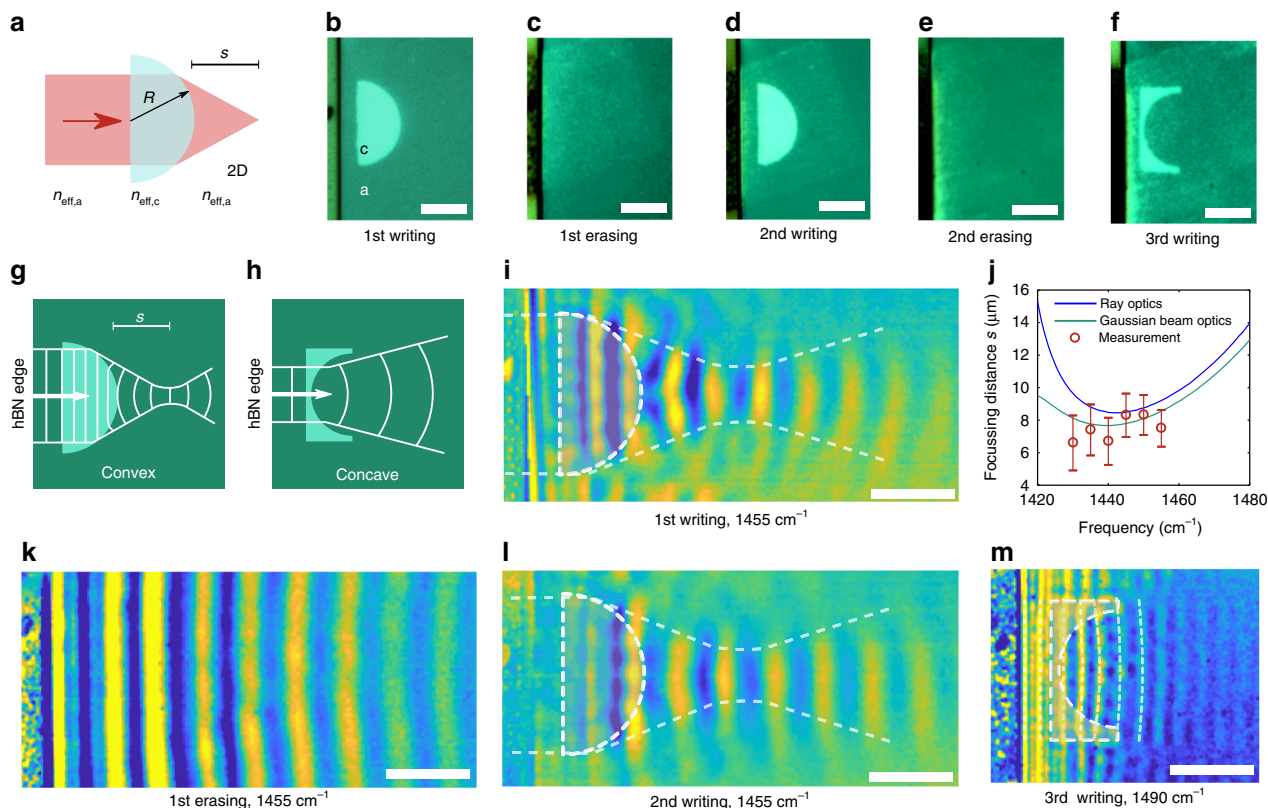 a
s
R
2D
n_eff,a
n_eff,c
n_eff,a
b
c
a
1st writing
c
1st erasing
d
2nd writing
e
2nd erasing
f
3rd writing
g
s
hBN edge
Convex
h
hBN edge
Concave
i
1st writing, 1455 cm⁻¹
j
16
14
12
10
8
6
4
Focussing distance s (μm)
Ray optics
Gaussian beam optics
Measurement
1420
1440
1460
1480
Frequency (cm⁻¹)
k
1st erasing, 1455 cm⁻¹
l
2nd writing, 1455 cm⁻¹
m
3rd writing, 1490 cm⁻¹